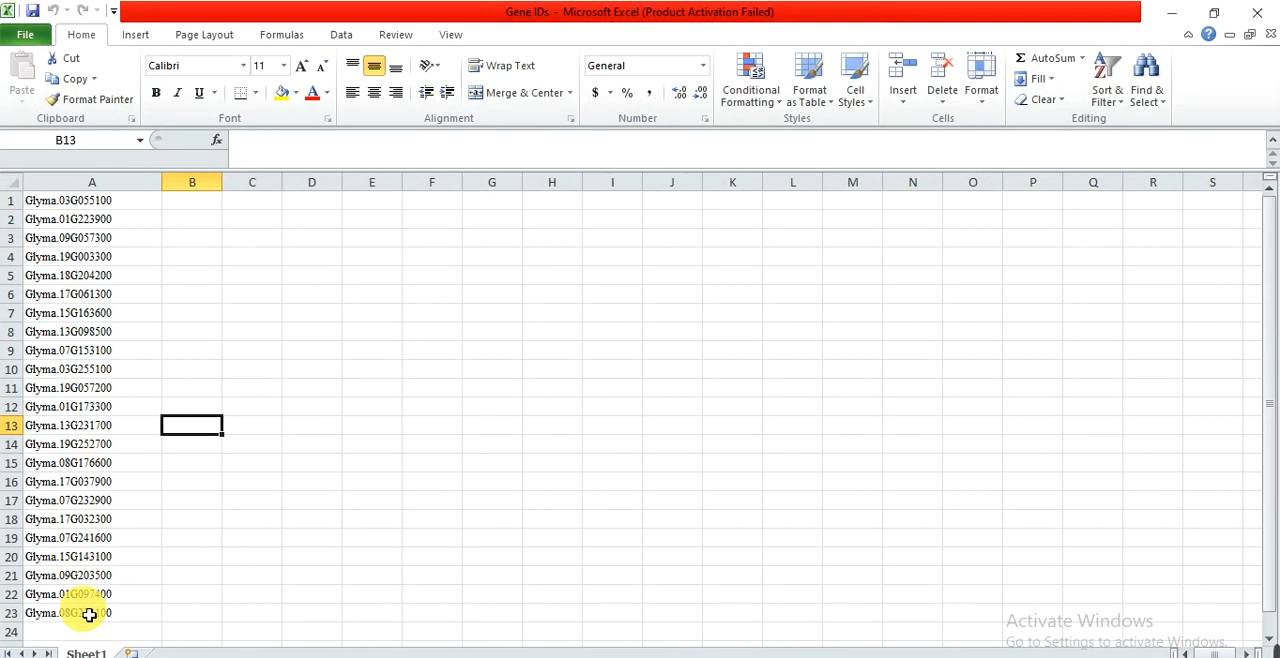 Gene IDs - Microsoft Excel (Product Activation Failed)
File Home Insert Page Layout Formulas Data Review View
Paste
Cut
Copy
Format Painter
Clipboard
Calibri 11
B I U
Font
Wrap Text
Merge & Center
Alignment
General
$ % ,
Number
Conditional Formatting
Format as Table
Cell Styles
Styles
Insert
Delete
Format
Cells
AutoSum
Fill
Clear
Sort & Filter
Find & Select
Editing
B13 fx
A B C D E F G H I J K L M N O P Q R S
1 Glyma.03G055100
2 Glyma.01G223900
3 Glyma.09G057300
4 Glyma.19G003300
5 Glyma.18G204200
6 Glyma.17G061300
7 Glyma.15G163600
8 Glyma.13G098500
9 Glyma.07G153100
10 Glyma.03G255100
11 Glyma.19G057200
12 Glyma.01G173300
13 Glyma.13G231700
14 Glyma.19G252700
15 Glyma.08G176600
16 Glyma.17G037900
17 Glyma.07G232900
18 Glyma.17G032300
19 Glyma.07G241600
20 Glyma.15G143100
21 Glyma.09G203500
22 Glyma.01G097400
23
24
Activate Windows
Go to Settings to activate Windows.
Sheet1